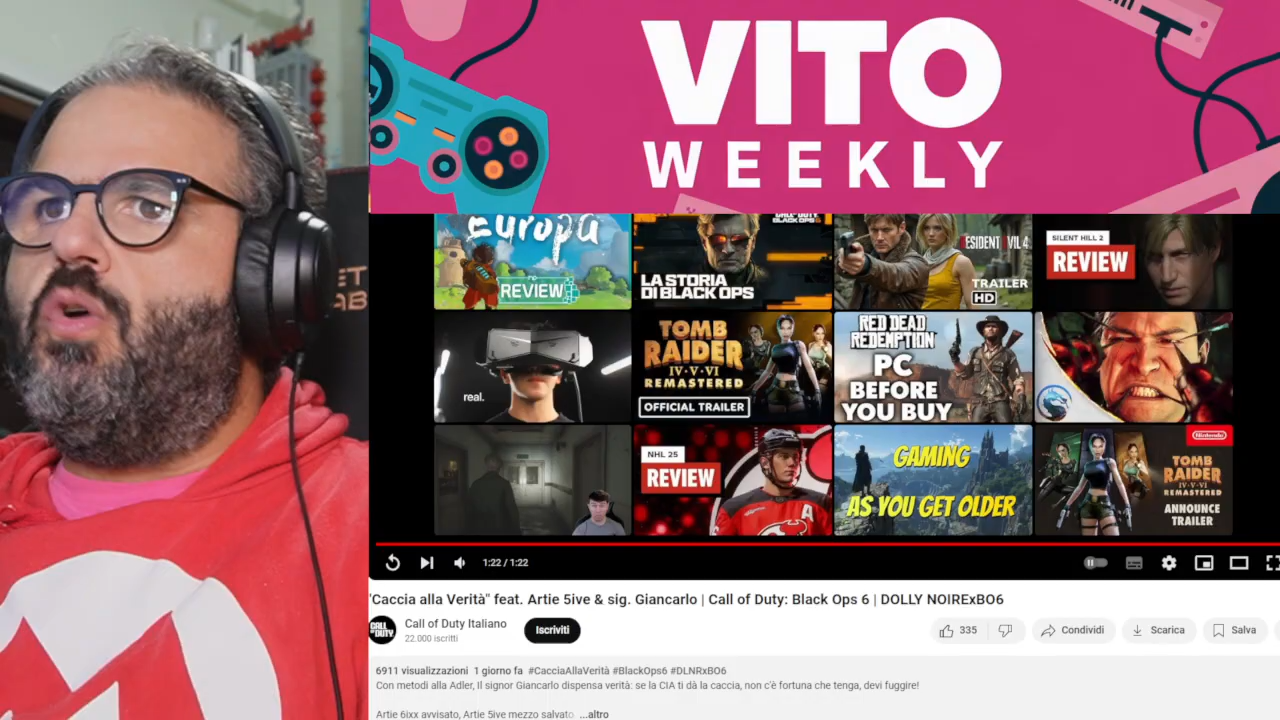 VITO
WEEKLY
europa
REVIEW
CALL OF DUTY
BLACK OPS 6
LA STORIA
DI BLACK OPS
RESIDENT EVIL 4
TRAILER
HD
SILENT HILL 2
REVIEW
real.
TOMB
RAIDER
IV·V·VI
REMASTERED
OFFICIAL TRAILER
RED DEAD
REDEMPTION
PC
BEFORE
YOU BUY
NHL 25
REVIEW
A
GAMING
AS YOU GET OLDER
Nintendo
TOMB
RAIDER
IV·V·VI
REMASTERED
ANNOUNCE
TRAILER
1:22 / 1:22
"Caccia alla Verità" feat. Artie 5ive & sig. Giancarlo | Call of Duty: Black Ops 6 | DOLLY NOIRExBO6
CALL OF DUTY
Call of Duty Italiano
22.000 iscritti
Iscriviti
335
Condividi
Scarica
Salva
6911 visualizzazioni 1 giorno fa #CacciaAllaVerità #BlackOps6 #DLNRxBO6
Con metodi alla Adler, Il signor Giancarlo dispensa verità: se la CIA ti dà la caccia, non c'è fortuna che tenga, devi fuggire!
Artie 6ixx avvisato, Artie 5ive mezzo salvato ...altro